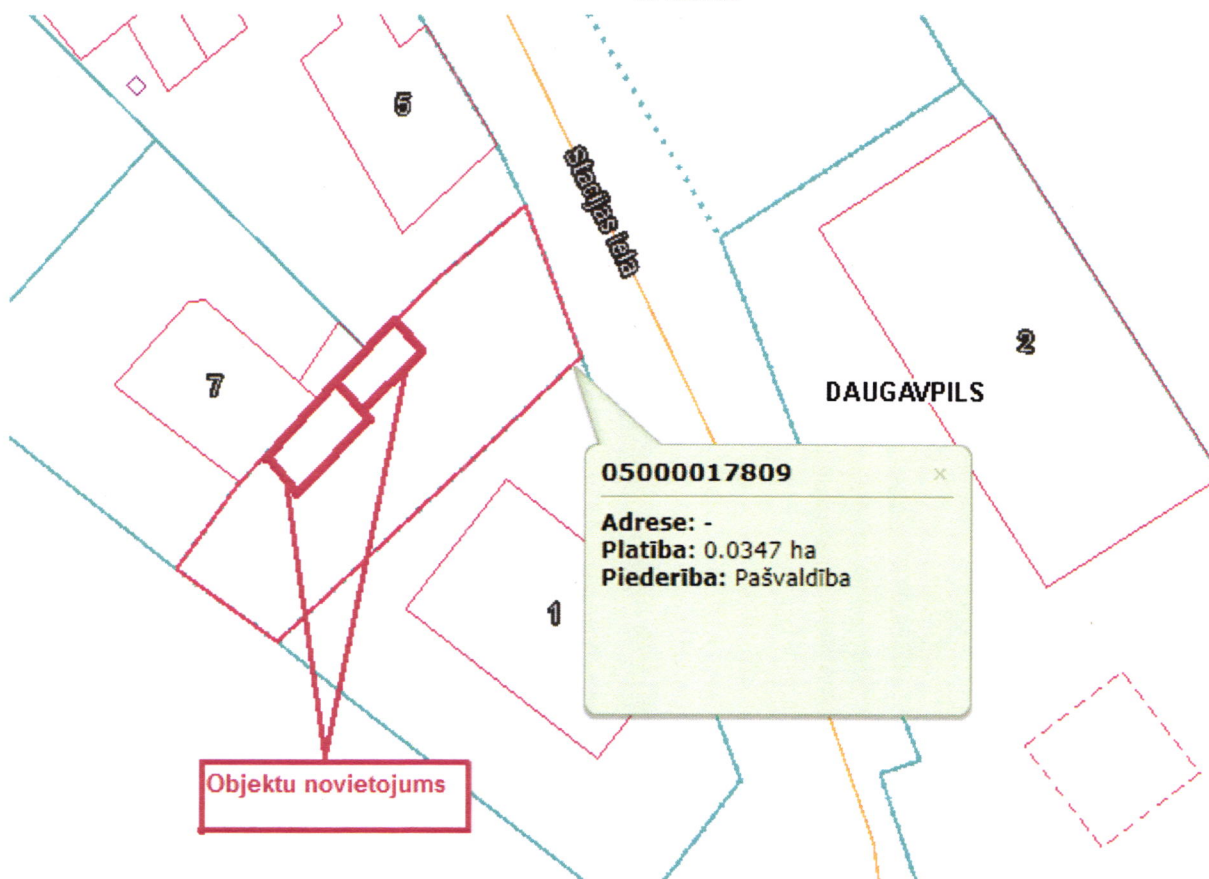 5
Stacijas iela
2
7
DAUGAVPILS
05000017809
Adrese: -
Platība: 0.0347 ha
Piederība: Pašvaldība
1
Objektu novietojums